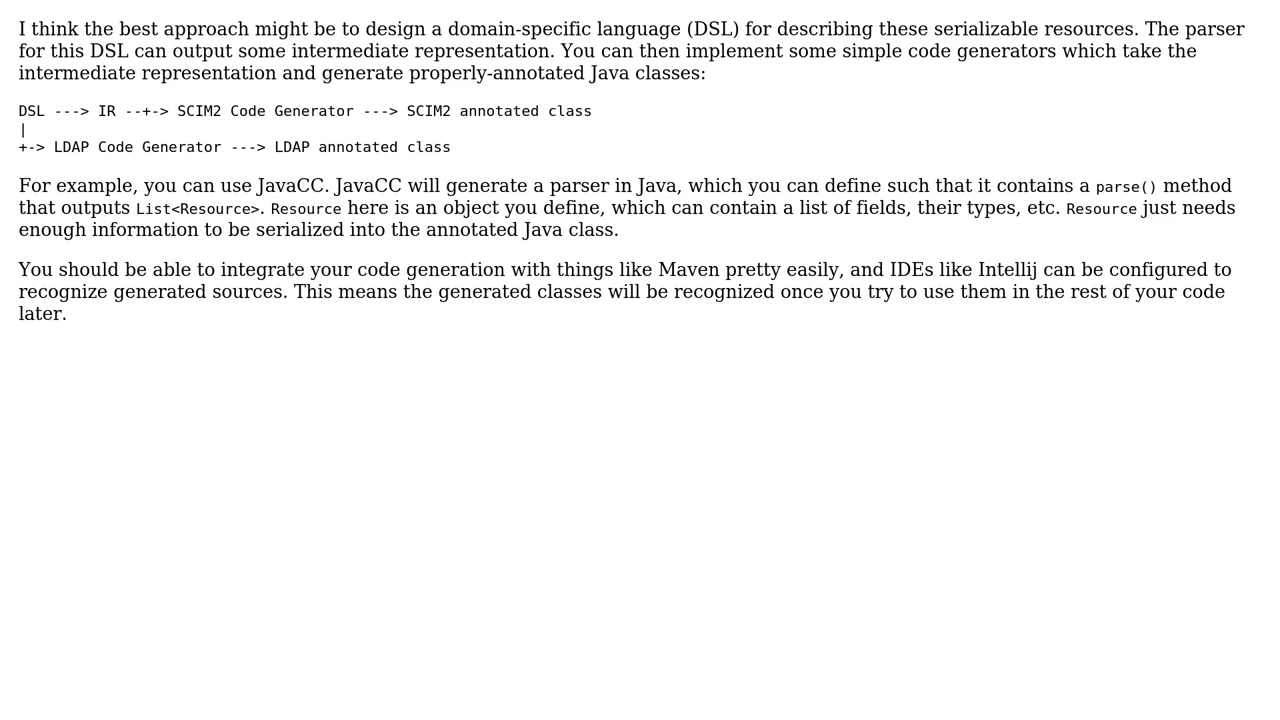 I think the best approach might be to design a domain-specific language (DSL) for describing these serializable resources. The parser
for this DSL can output some intermediate representation. You can then implement some simple code generators which take the
intermediate representation and generate properly-annotated Java classes:
DSL ---> IR --+-> SCIM2 Code Generator ---> SCIM2 annotated class
|
+-> LDAP Code Generator ---> LDAP annotated class
For example, you can use JavaCC. JavaCC will generate a parser in Java, which you can define such that it contains a parse() method
that outputs List<Resource>. Resource here is an object you define, which can contain a list of fields, their types, etc. Resource just needs
enough information to be serialized into the annotated Java class.
You should be able to integrate your code generation with things like Maven pretty easily, and IDEs like Intellij can be configured to
recognize generated sources. This means the generated classes will be recognized once you try to use them in the rest of your code
later.